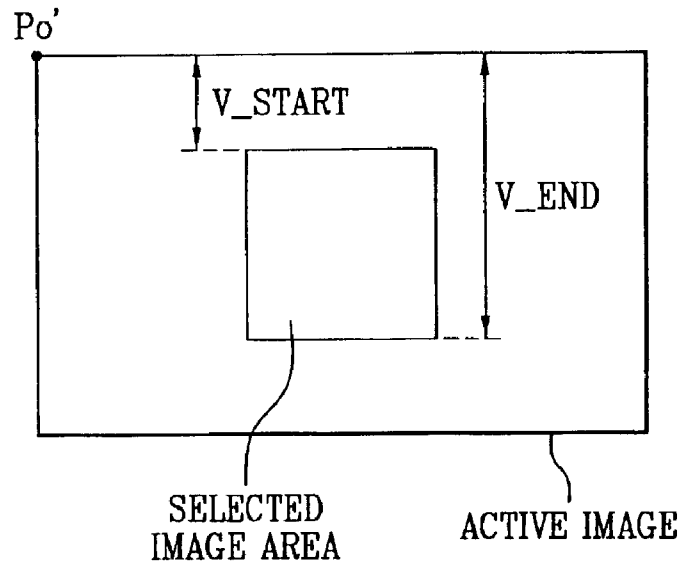 Po'
V_START
V_END
SELECTED
IMAGE AREA
ACTIVE IMAGE